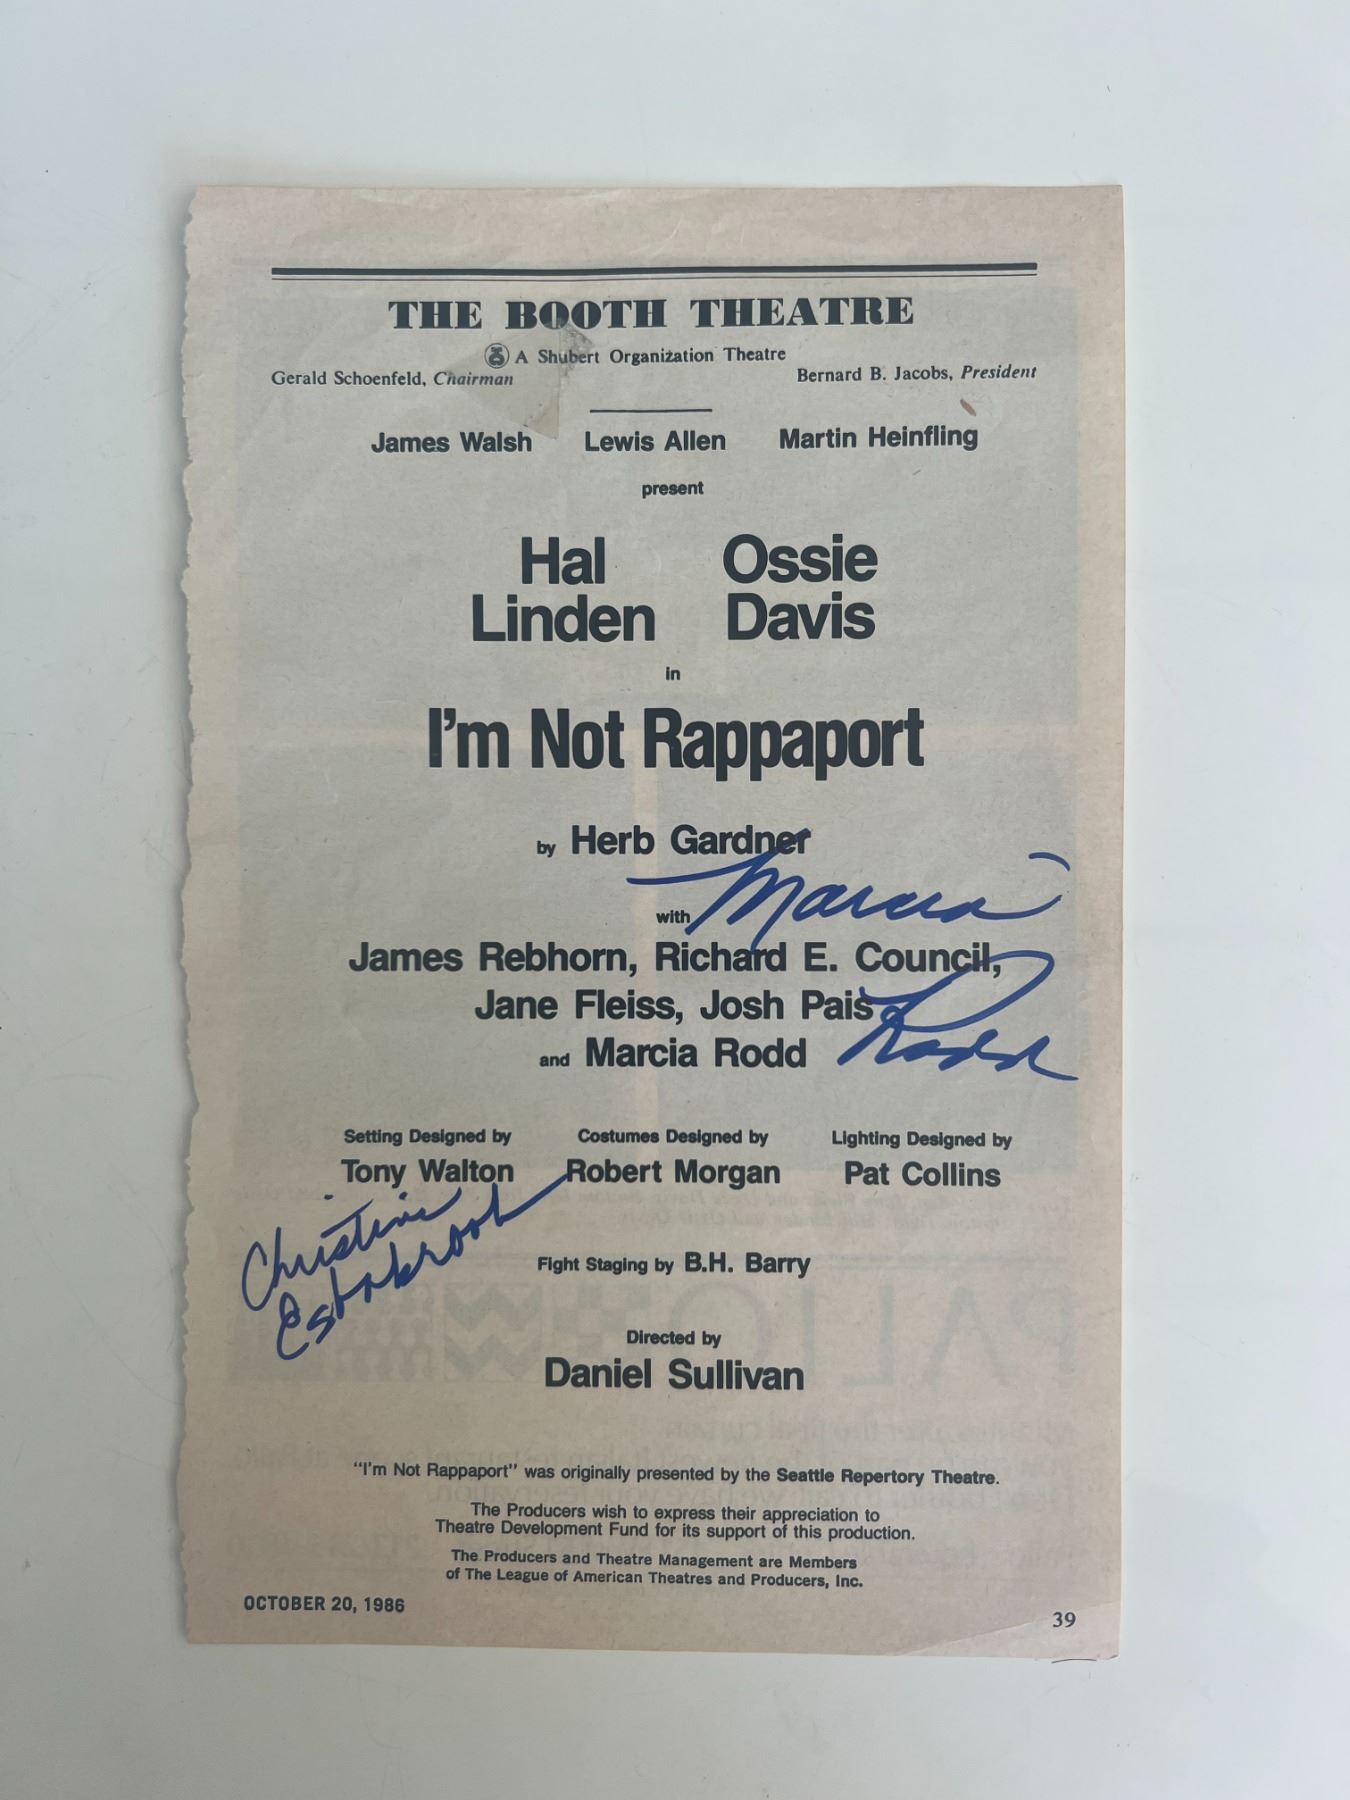 THE BOOTH THEATRE
A Shubert Organization Theatre
Gerald Schoenfeld, Chairman Bernard B. Jacobs, President
James Walsh Lewis Allen Martin Heinfling
present
Hal Linden Ossie Davis
in
I'm Not Rappaport
by Herb Gardner
Marcia
with
James Rebhorn, Richard E. Council,
Jane Fleiss, Josh Pais
Rodd
and Marcia Rodd
Setting Designed by Costumes Designed by Lighting Designed by
Tony Walton Robert Morgan Pat Collins
Christine
Estabrook
Fight Staging by B.H. Barry
Directed by
Daniel Sullivan
"I'm Not Rappaport" was originally presented by the Seattle Repertory Theatre.
The Producers wish to express their appreciation to
Theatre Development Fund for its support of this production.
The Producers and Theatre Management are Members
of The League of American Theatres and Producers, Inc.
OCTOBER 20, 1986 39